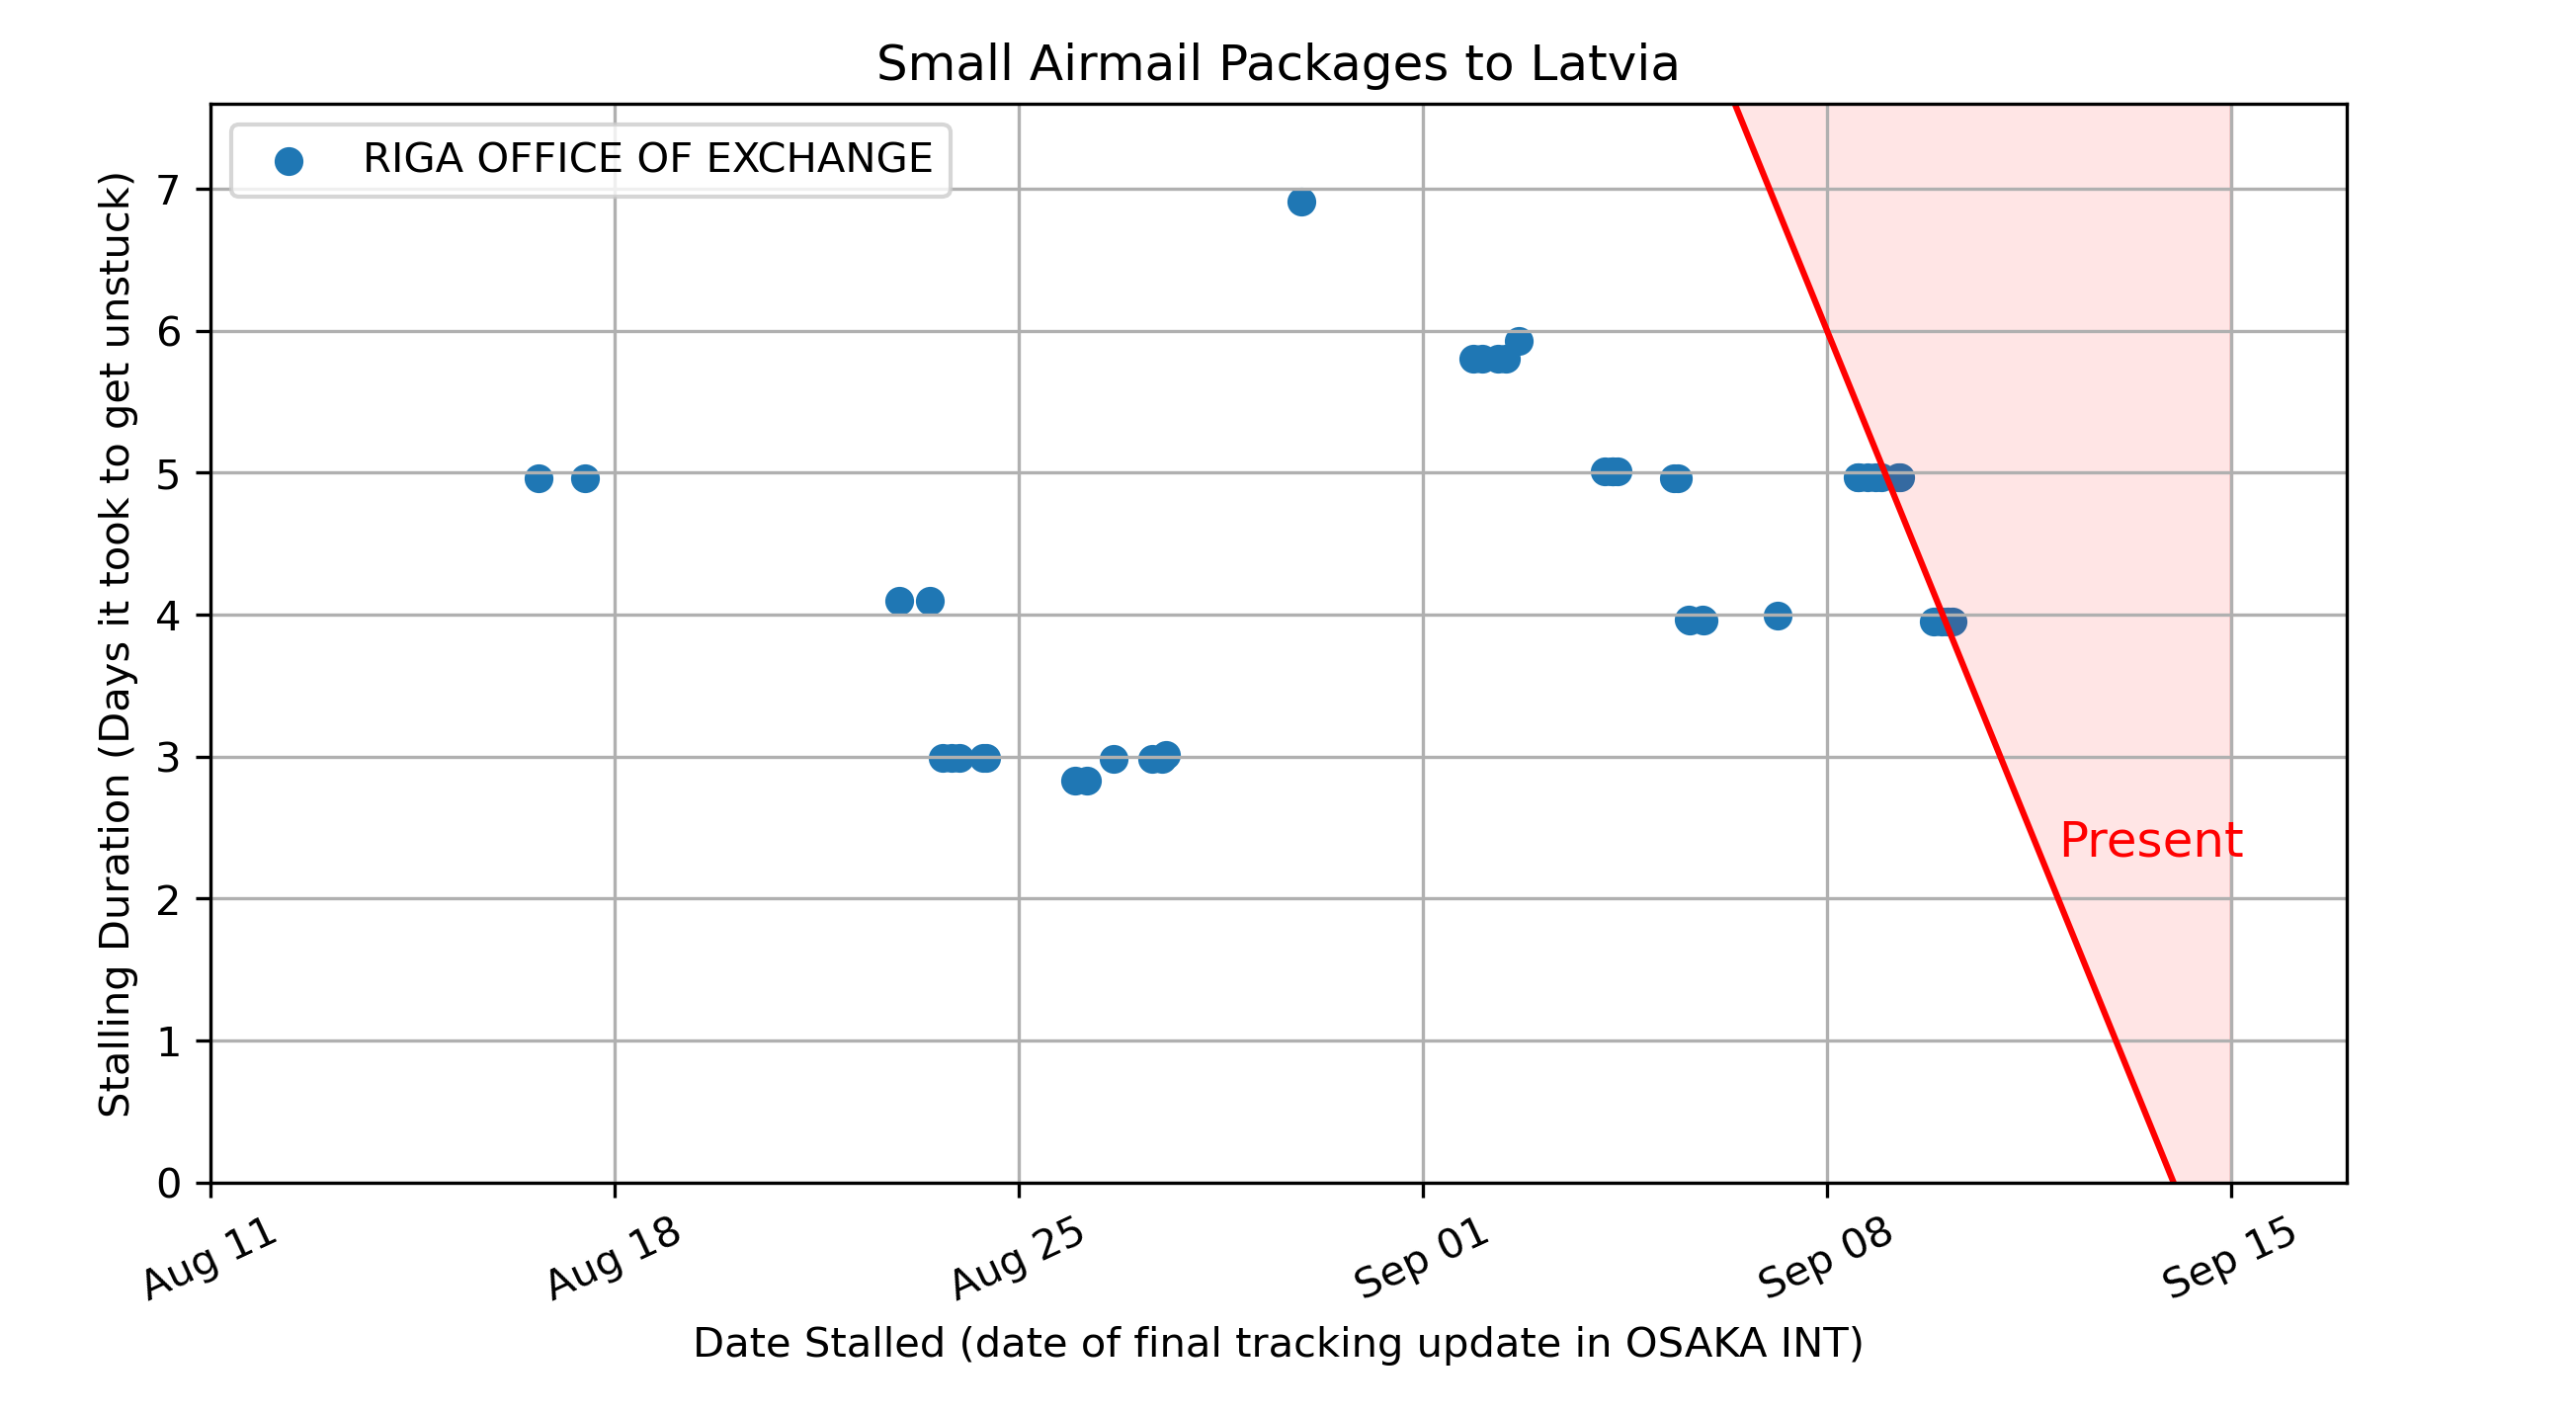 Small Airmail Packages to Latvia
RIGA OFFICE OF EXCHANGE
Stalling Duration (Days it took to get unstuck)
7
6
5
4
3
2
1
0
Present
Aug 11
Aug 18
Aug 25
Sep 01
Sep 08
Sep 15
Date Stalled (date of final tracking update in OSAKA INT)